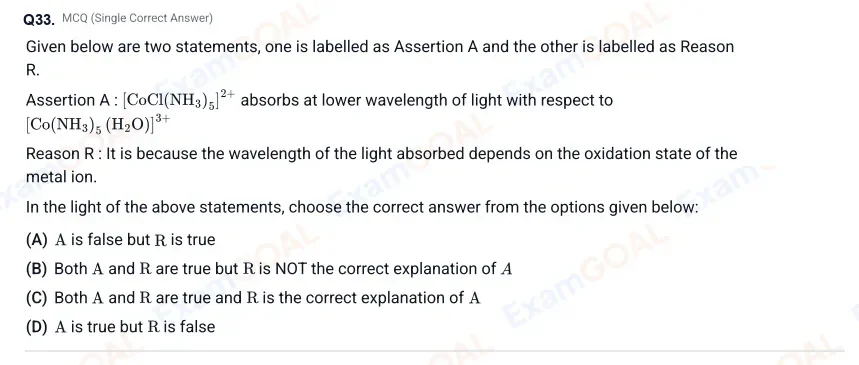 Q33. MCQ (Single Correct Answer)
Given below are two statements, one is labelled as Assertion A and the other is labelled as Reason
R.
Assertion A : [CoCl(NH₃)₅]²⁺ absorbs at lower wavelength of light with respect to
[Co(NH₃)₅ (H₂O)]³⁺
Reason R : It is because the wavelength of the light absorbed depends on the oxidation state of the
metal ion.
In the light of the above statements, choose the correct answer from the options given below:
(A) A is false but R is true
(B) Both A and R are true but R is NOT the correct explanation of A
(C) Both A and R are true and R is the correct explanation of A
(D) A is true but R is false
ExamGOAL